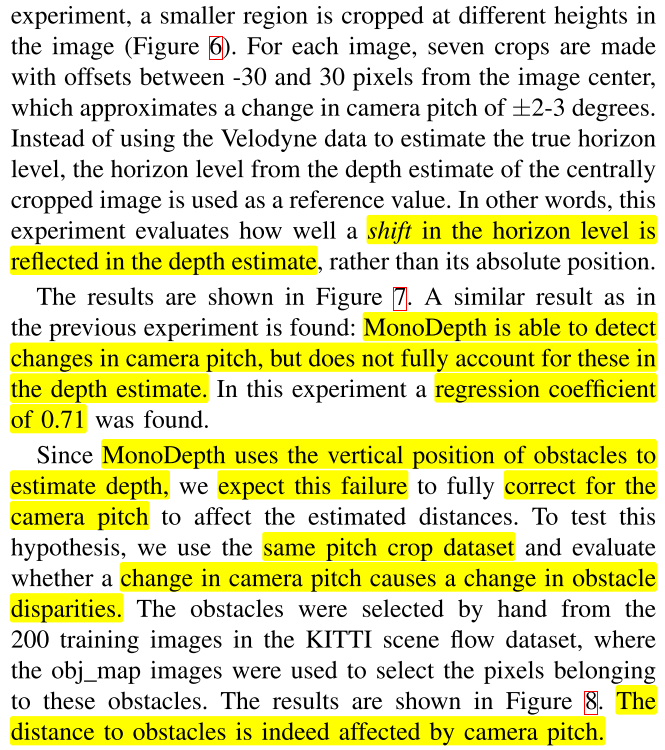 experiment, a smaller region is cropped at different heights in
the image (Figure 6). For each image, seven crops are made
with offsets between -30 and 30 pixels from the image center,
which approximates a change in camera pitch of ±2-3 degrees.
Instead of using the Velodyne data to estimate the true horizon
level, the horizon level from the depth estimate of the centrally
cropped image is used as a reference value. In other words, this
experiment evaluates how well a shift in the horizon level is
reflected in the depth estimate, rather than its absolute position.
The results are shown in Figure 7. A similar result as in
the previous experiment is found: MonoDepth is able to detect
changes in camera pitch, but does not fully account for these in
the depth estimate. In this experiment a regression coefficient
of 0.71 was found.
Since MonoDepth uses the vertical position of obstacles to
estimate depth, we expect this failure to fully correct for the
camera pitch to affect the estimated distances. To test this
hypothesis, we use the same pitch crop dataset and evaluate
whether a change in camera pitch causes a change in obstacle
disparities. The obstacles were selected by hand from the
200 training images in the KITTI scene flow dataset, where
the obj_map images were used to select the pixels belonging
to these obstacles. The results are shown in Figure 8. The
distance to obstacles is indeed affected by camera pitch.